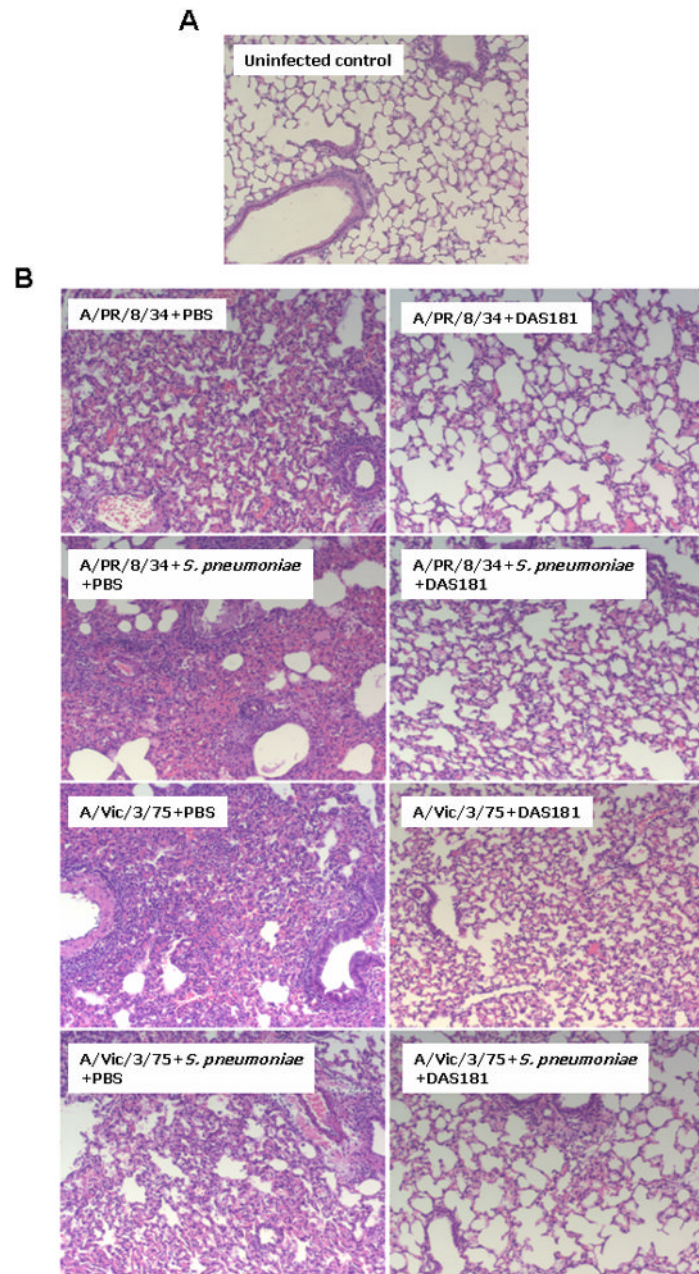 A
Uninfected control
B
A/PR/8/34+PBS
A/PR/8/34+DAS181
A/PR/8/34+S. pneumoniae
+PBS
A/PR/8/34+S. pneumoniae
+DAS181
A/Vic/3/75+PBS
A/Vic/3/75+DAS181
A/Vic/3/75+S. pneumoniae
+PBS
A/Vic/3/75+S. pneumoniae
+DAS181